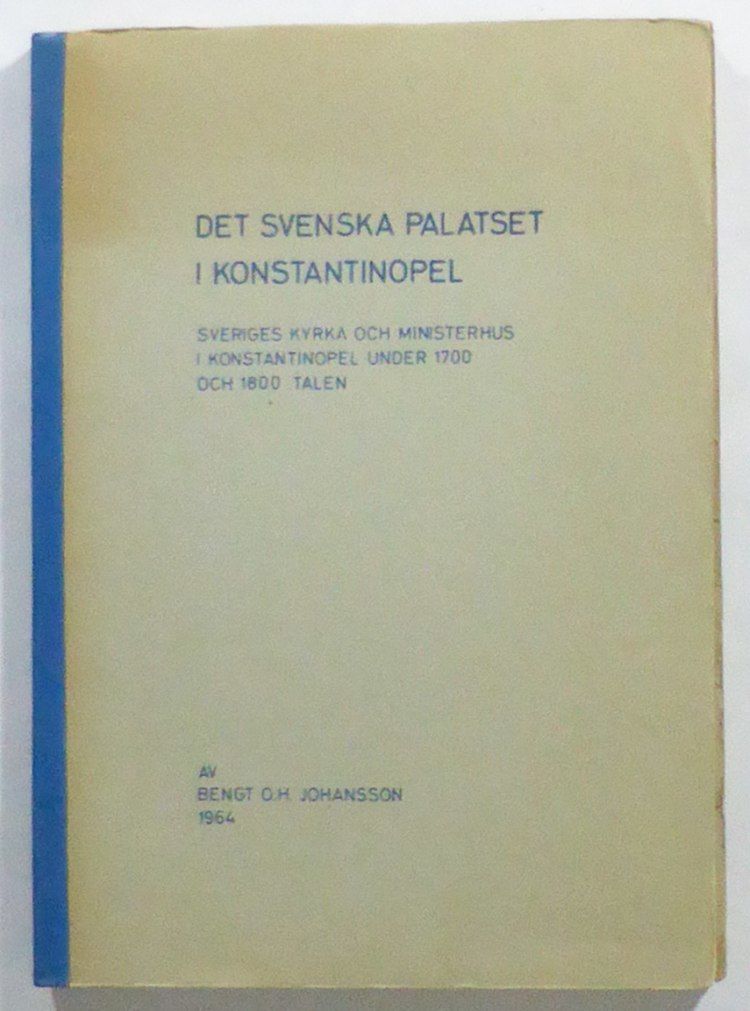 DET SVENSKA PALATSET
I KONSTANTINOPEL
SVERIGES KYRKA OCH MINISTERHUS
I KONSTANTINOPEL UNDER 1700
OCH 1800 TALEN
AV
BENGT O.H. JOHANSSON
1964